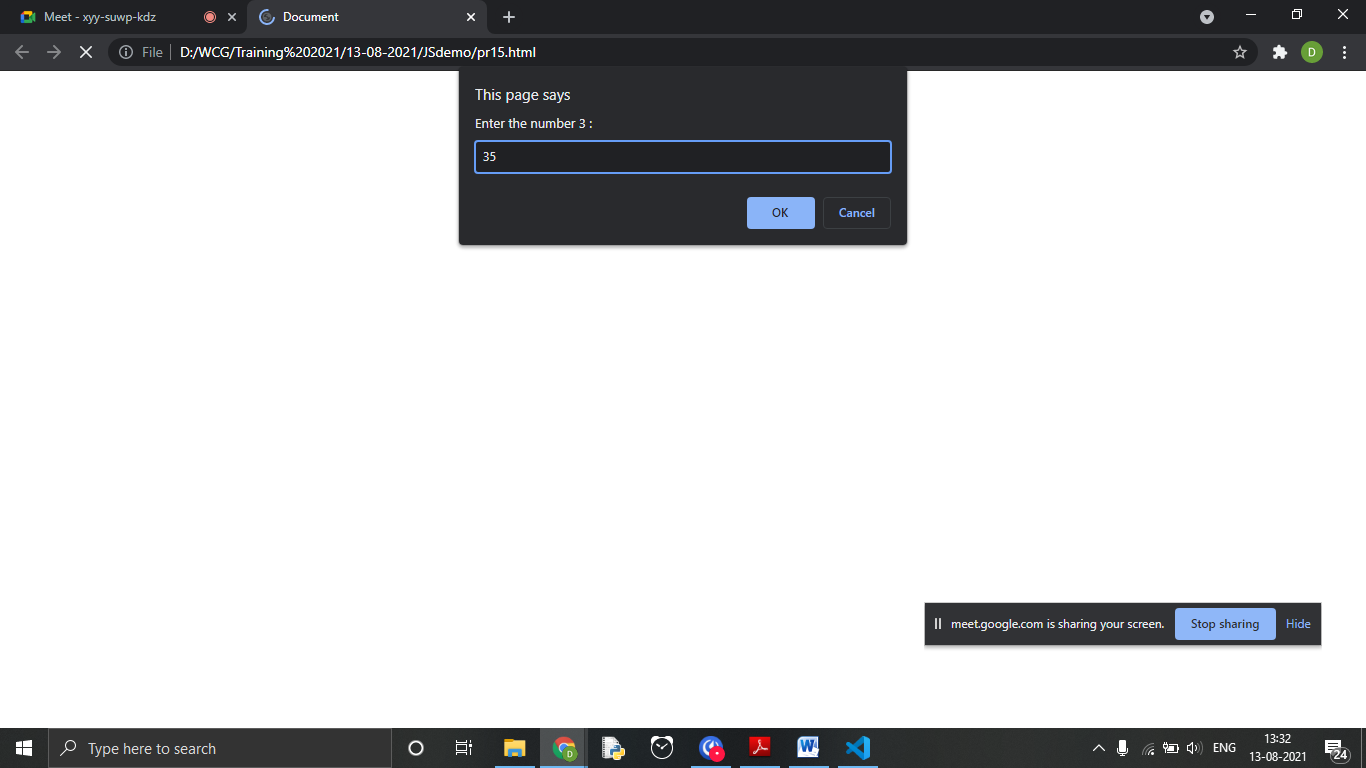 Meet - xyy-suwp-kdz
Document
File
D:/WCG/Training%202021/13-08-2021/JSdemo/pr15.html
D
This page says
Enter the number 3 :
35
OK
Cancel
meet.google.com is sharing your screen.
Stop sharing
Hide
Type here to search
D
W
ENG
13:32
13-08-2021
24